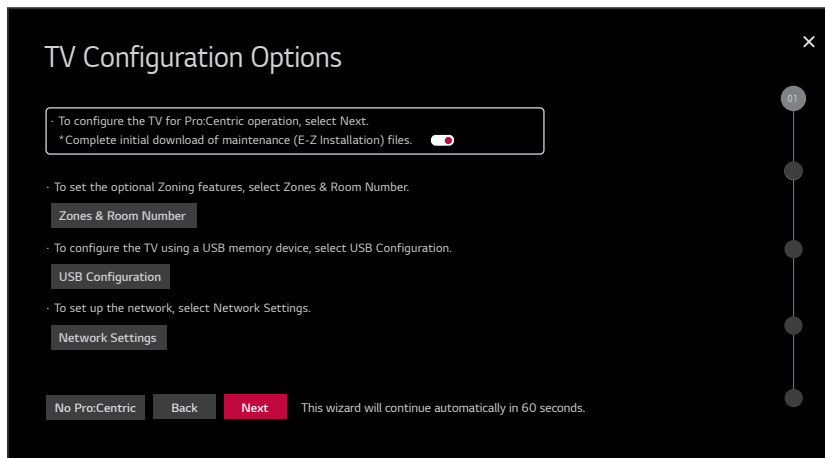 TV Configuration Options
01
· To configure the TV for Pro:Centric operation, select Next.
*Complete initial download of maintenance (E-Z Installation) files.
· To set the optional Zoning features, select Zones & Room Number.
Zones & Room Number
· To configure the TV using a USB memory device, select USB Configuration.
USB Configuration
· To set up the network, select Network Settings.
Network Settings
No Pro:Centric Back Next This wizard will continue automatically in 60 seconds.